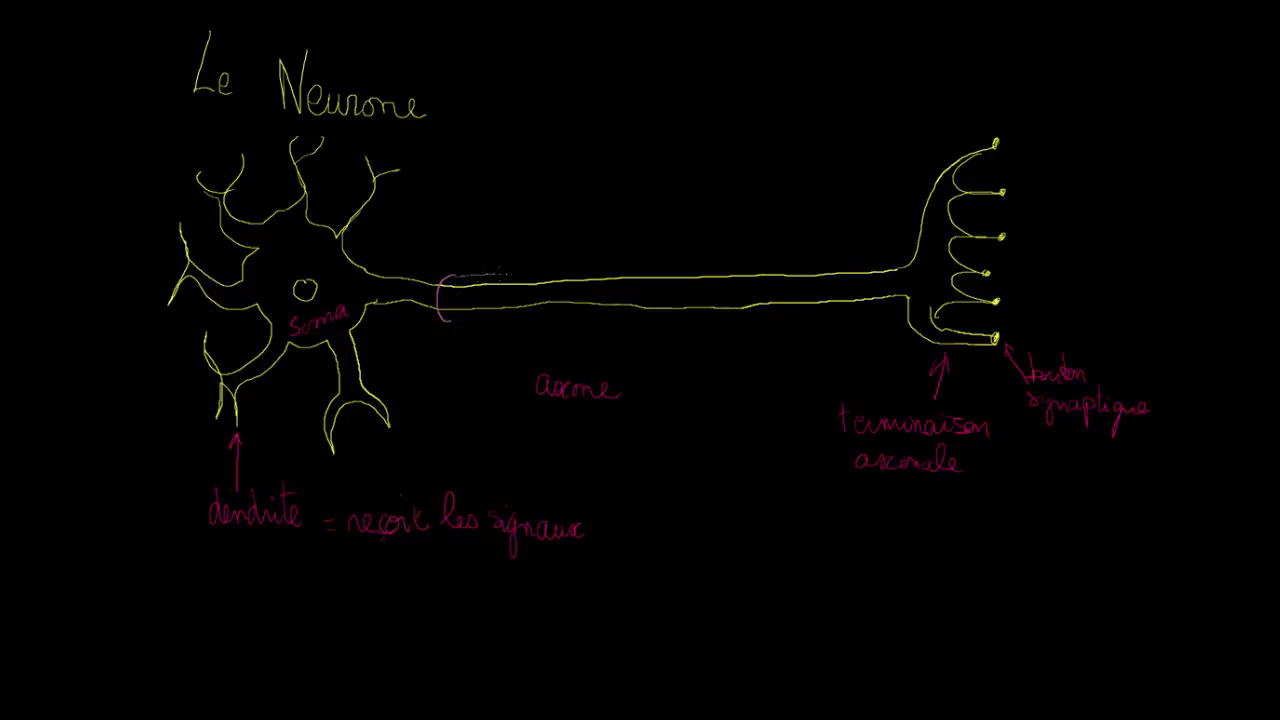 Le Neurone
soma
axone
bouton
synaptique
terminaison
axonale
dendrite = reçoit les signaux